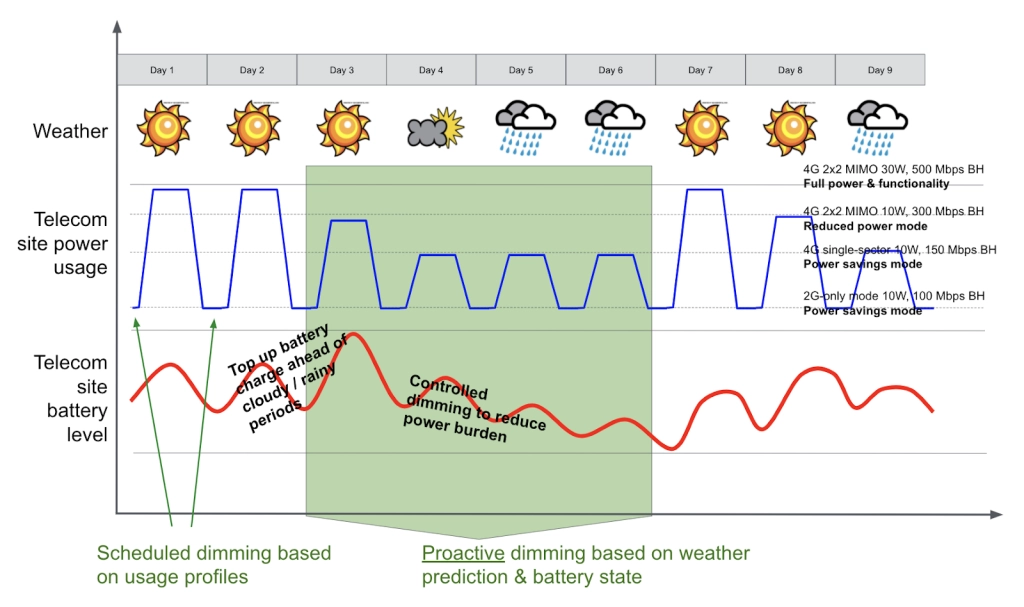 Day 1 Day 2 Day 3 Day 4 Day 5 Day 6 Day 7 Day 8 Day 9
Weather
4G 2x2 MIMO 30W, 500 Mbps BH
Full power & functionality
Telecom
site power
usage
4G 2x2 MIMO 10W, 300 Mbps BH
Reduced power mode
4G single-sector 10W, 150 Mbps BH
Power savings mode
2G-only mode 10W, 100 Mbps BH
Power savings mode
Telecom
site
battery
level
Top up battery
charge ahead of
cloudy / rainy
periods
Controlled
dimming to reduce
power burden
Scheduled dimming based
on usage profiles
Proactive dimming based on weather
prediction & battery state